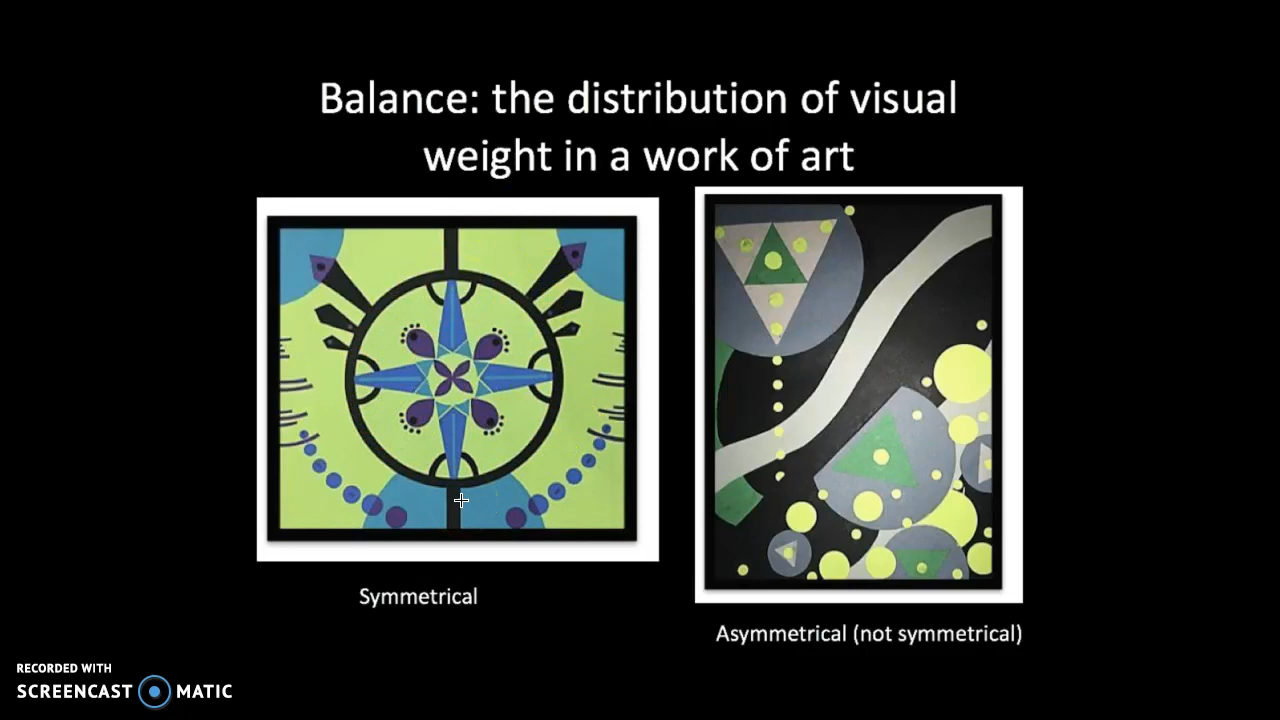 Balance: the distribution of visual
weight in a work of art
Symmetrical
Asymmetrical (not symmetrical)
RECORDED WITH
SCREENCAST MATIC